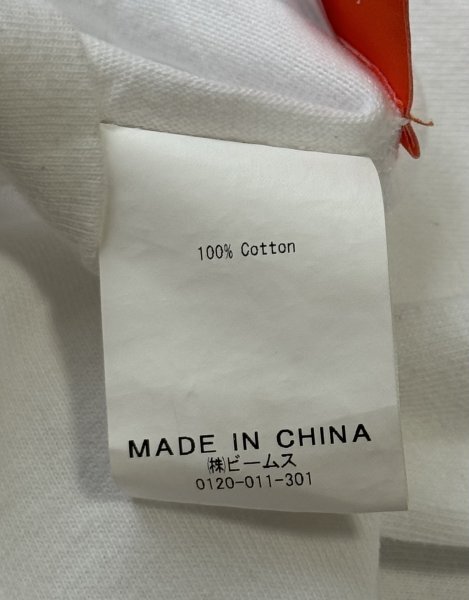 100% Cotton
MADE IN CHINA
㈱ビームス
0120-011-301